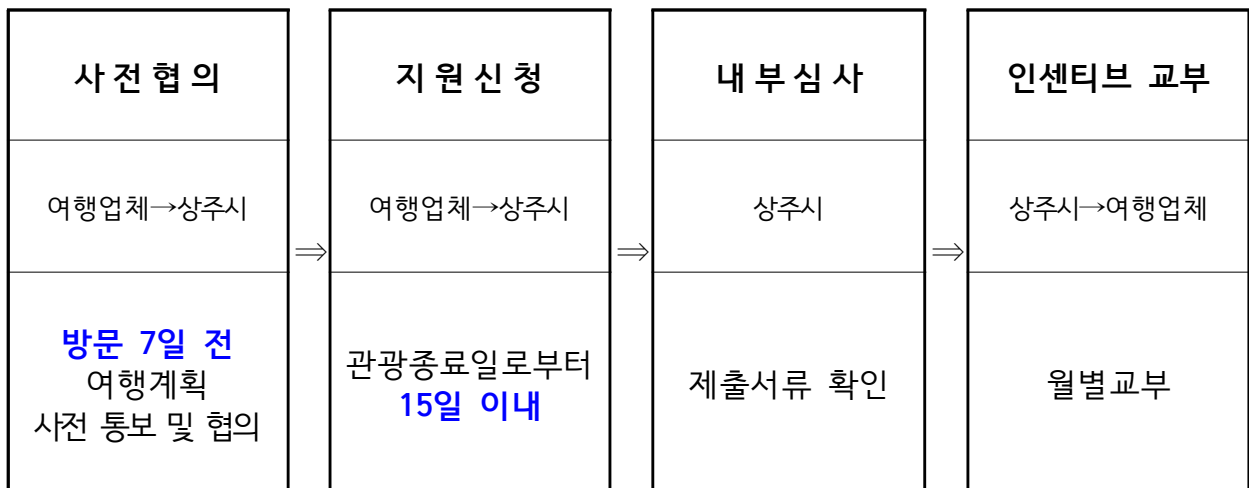 사 전 협 의
여행업체→상주시
방문 7일 전
여행계획
사전 통보 및 협의
⇒
지 원 신 청
여행업체→상주시
관광종료일로부터
15일 이내
⇒
내 부 심 사
상주시
제출서류 확인
⇒
인센티브 교부
상주시→여행업체
월별교부